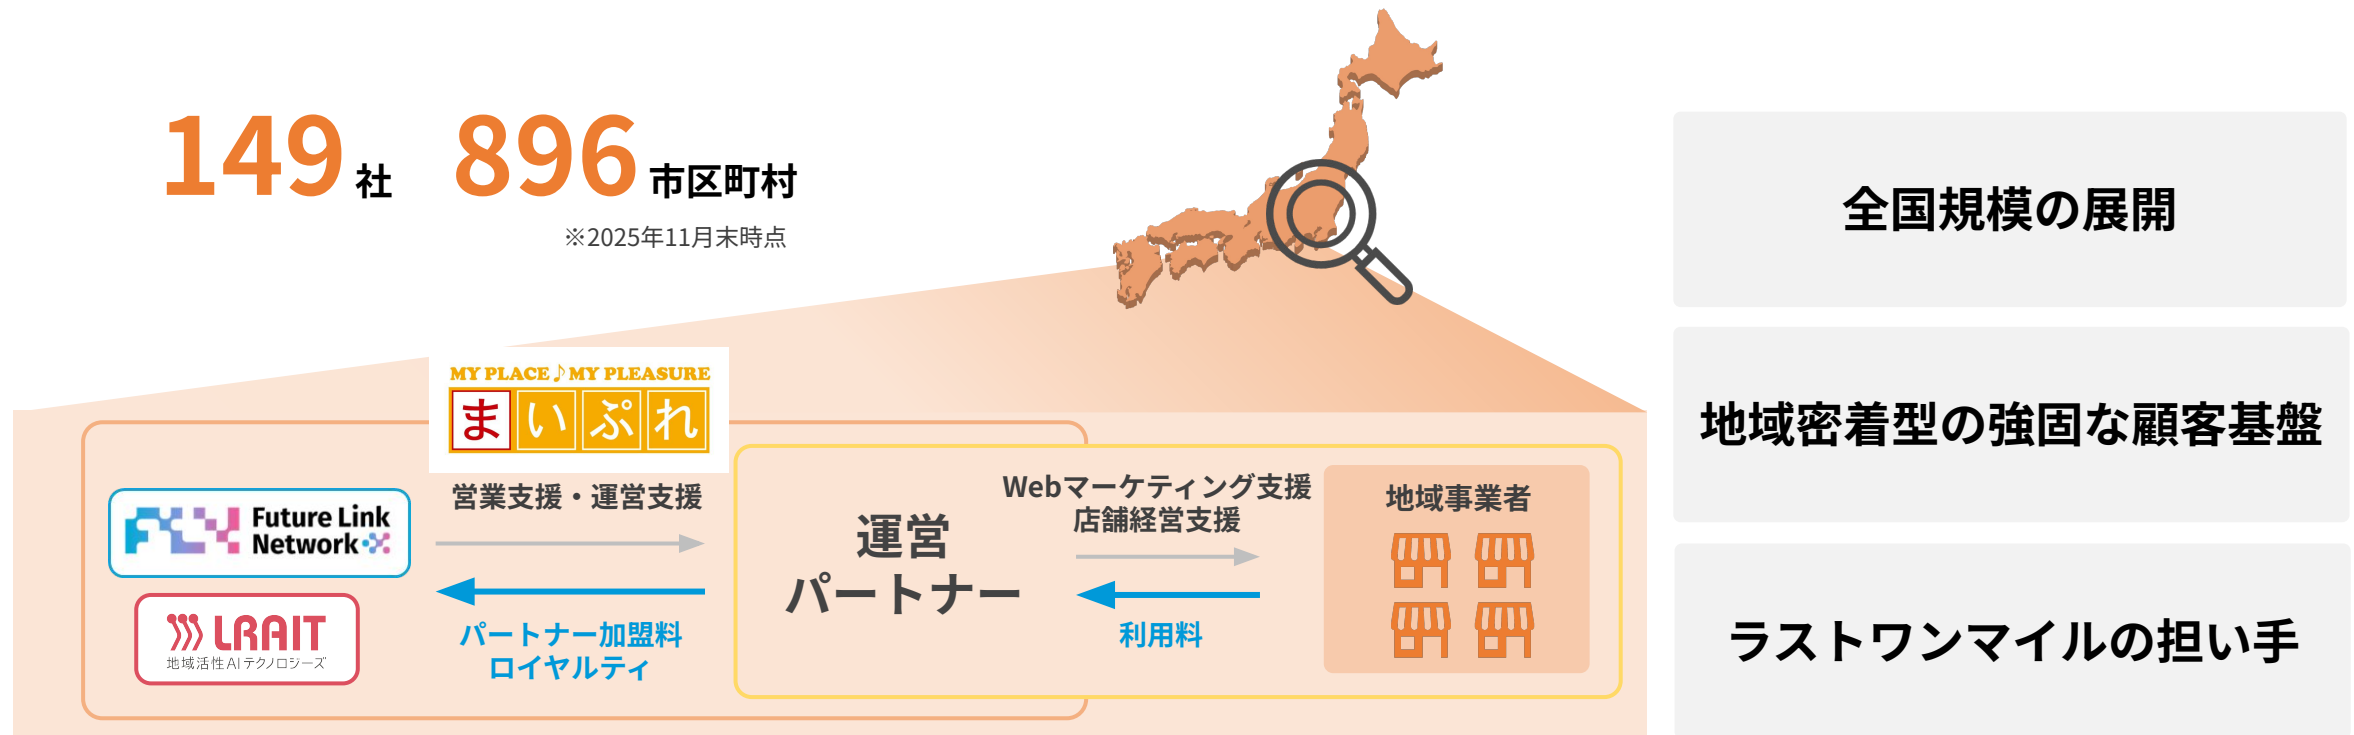 149社 896市区町村
※2025年11月末時点
MY PLACE♪MY PLEASURE
まいぷれ
Future Link
Network
LRAIT
地域活性AIテクノロジーズ
営業支援・運営支援
パートナー加盟料
ロイヤルティ
運営
パートナー
Webマーケティング支援
店舗経営支援
利用料
地域事業者
全国規模の展開
地域密着型の強固な顧客基盤
ラストワンマイルの担い手